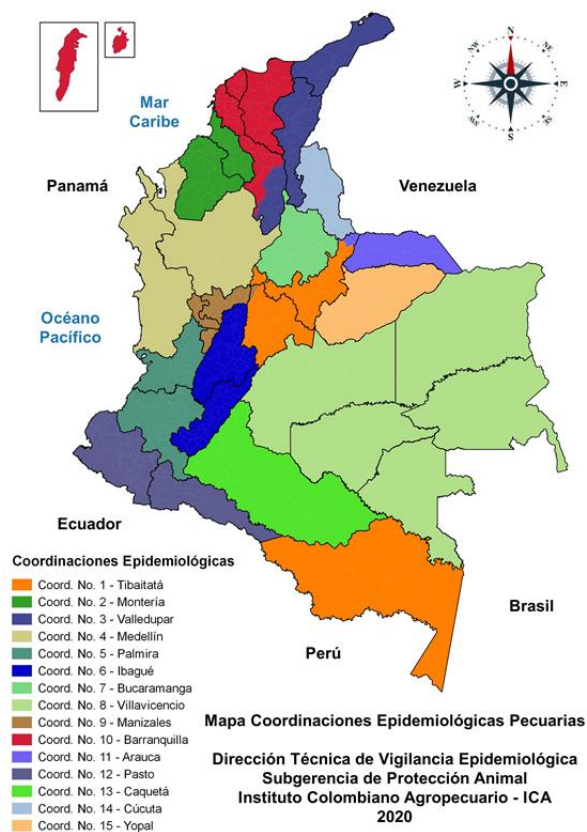 N
NE
E
SE
S
SW
W
NW
Mar
Caribe
Panamá
Venezuela
Océano
Pacífico
Ecuador
Brasil
Perú
Coordinaciones Epidemiológicas
Coord. No. 1 - Tibaitatá
Coord. No. 2 - Montería
Coord. No. 3 - Valledupar
Coord. No. 4 - Medellín
Coord. No. 5 - Palmira
Coord. No. 6 - Ibagué
Coord. No. 7 - Bucaramanga
Coord. No. 8 - Villavicencio
Coord. No. 9 - Manizales
Coord. No. 10 - Barranquilla
Coord. No. 11 - Arauca
Coord. No. 12 - Pasto
Coord. No. 13 - Caquetá
Coord. No. 14 - Cúcuta
Coord. No. 15 - Yopal
Mapa Coordinaciones Epidemiológicas Pecuarias
Dirección Técnica de Vigilancia Epidemiológica
Subgerencia de Protección Animal
Instituto Colombiano Agropecuario - ICA
2020